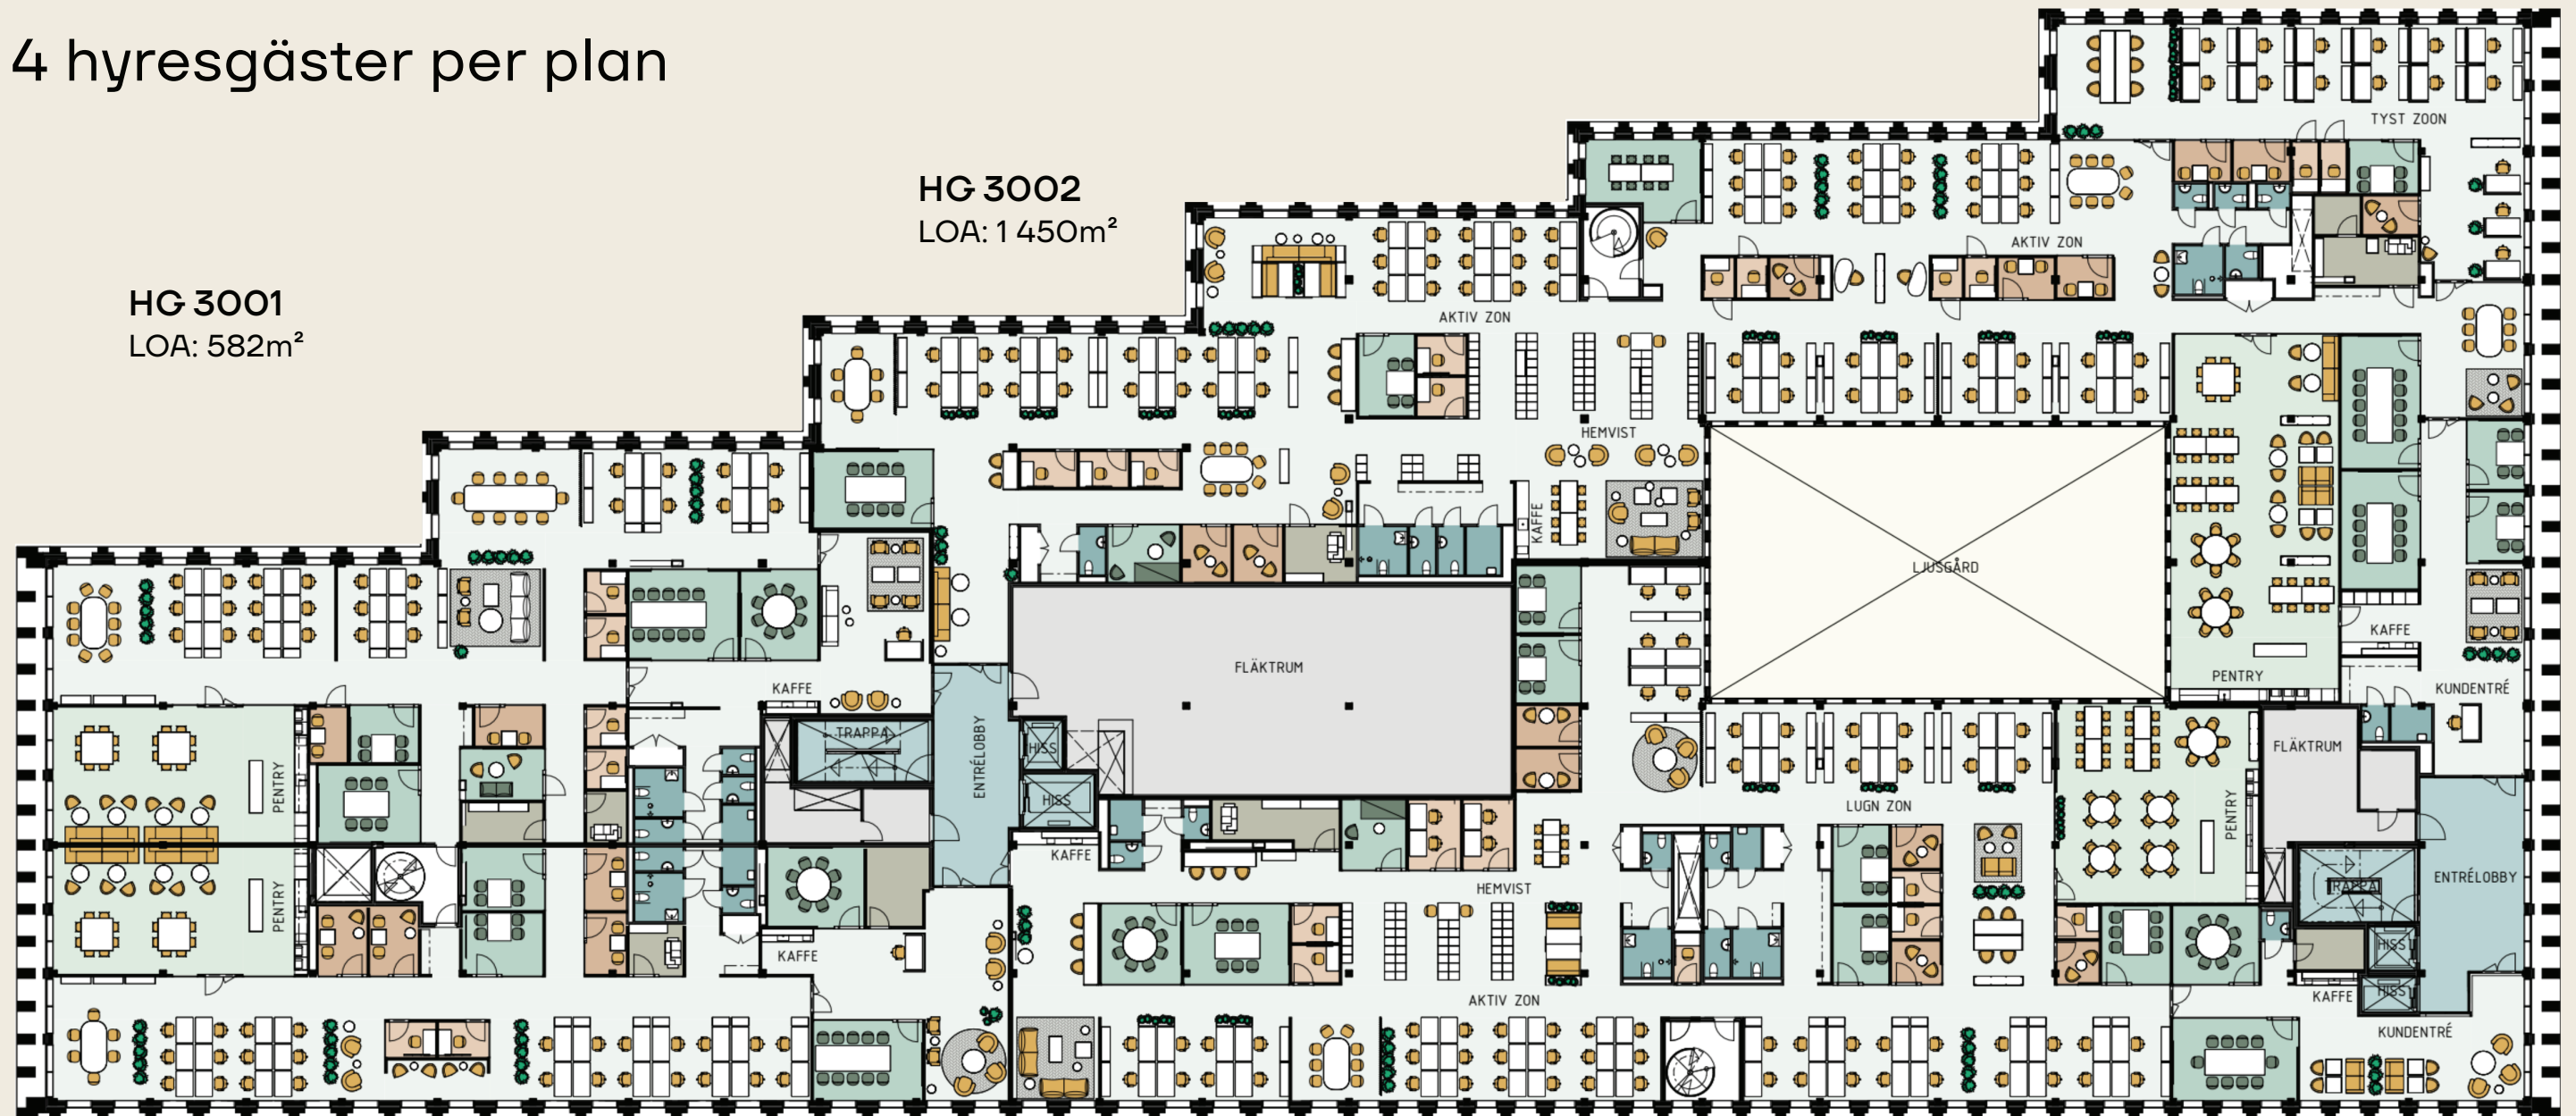 4 hyresgäster per plan
HG 3002
LOA: 1 450m²
HG 3001
LOA: 582m²
TYST ZOON
AKTIV ZON
AKTIV ZON
HEMVIST
KAFFE
LJUSGÅRD
KAFFE
PENTRY
KUNDENTRÉ
FLÄKTRUM
KAFFE
TRAPPA
ENTRÉLOBBY
HISS
HISS
FLÄKTRUM
PENTRY
PENTRY
KAFFE
LUGN ZON
PENTRY
HEMVIST
TRAPPA
ENTRÉLOBBY
HISS
HISS
KAFFE
AKTIV ZON
KAFFE
KUNDENTRÉ